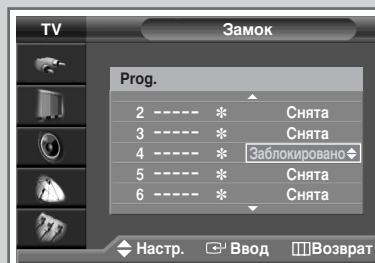 TV Замок
Prog.
2 ----- ✻ Снята
3 ----- ✻ Снята
4 ----- ✻ Заблокировано
5 ----- ✻ Снята
6 ----- ✻ Снята
Настр. Ввод Возврат